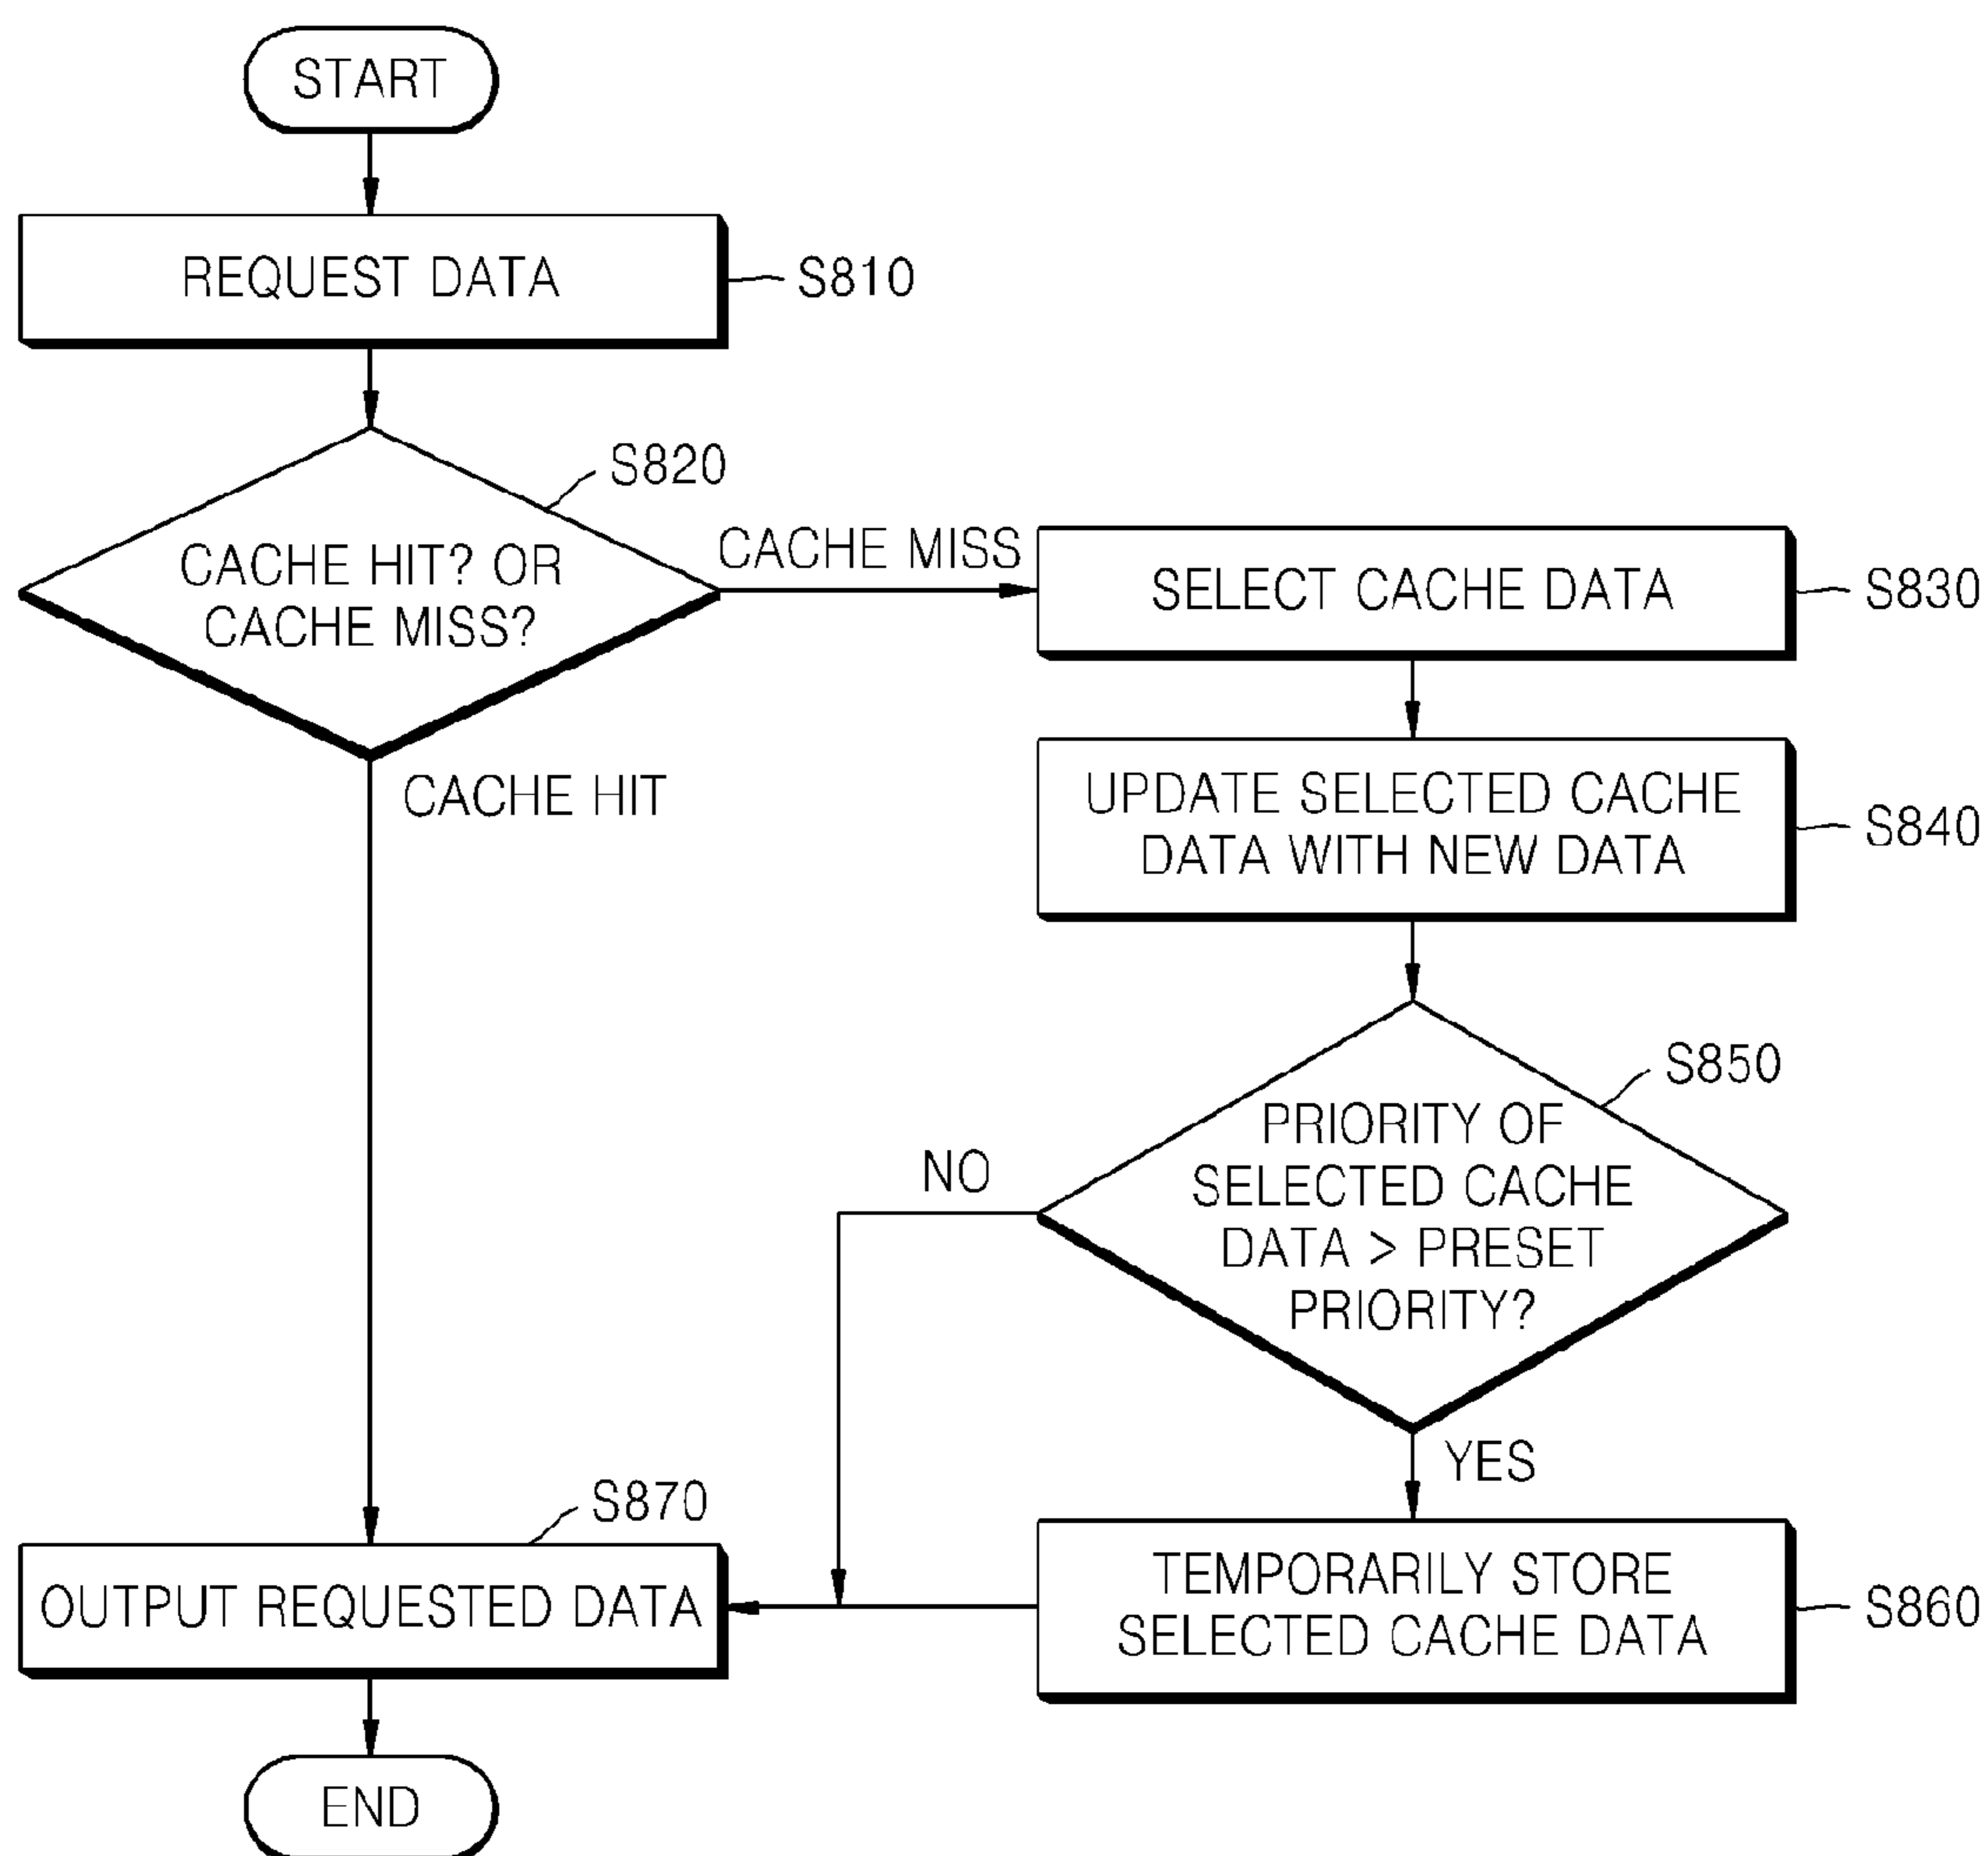 START
REQUEST DATA
S810
S820
CACHE HIT? OR
CACHE MISS?
CACHE MISS
CACHE HIT
SELECT CACHE DATA
S830
UPDATE SELECTED CACHE
DATA WITH NEW DATA
S840
S850
PRIORITY OF
SELECTED CACHE
DATA > PRESET
PRIORITY?
NO
YES
TEMPORARILY STORE
SELECTED CACHE DATA
S860
S870
OUTPUT REQUESTED DATA
END